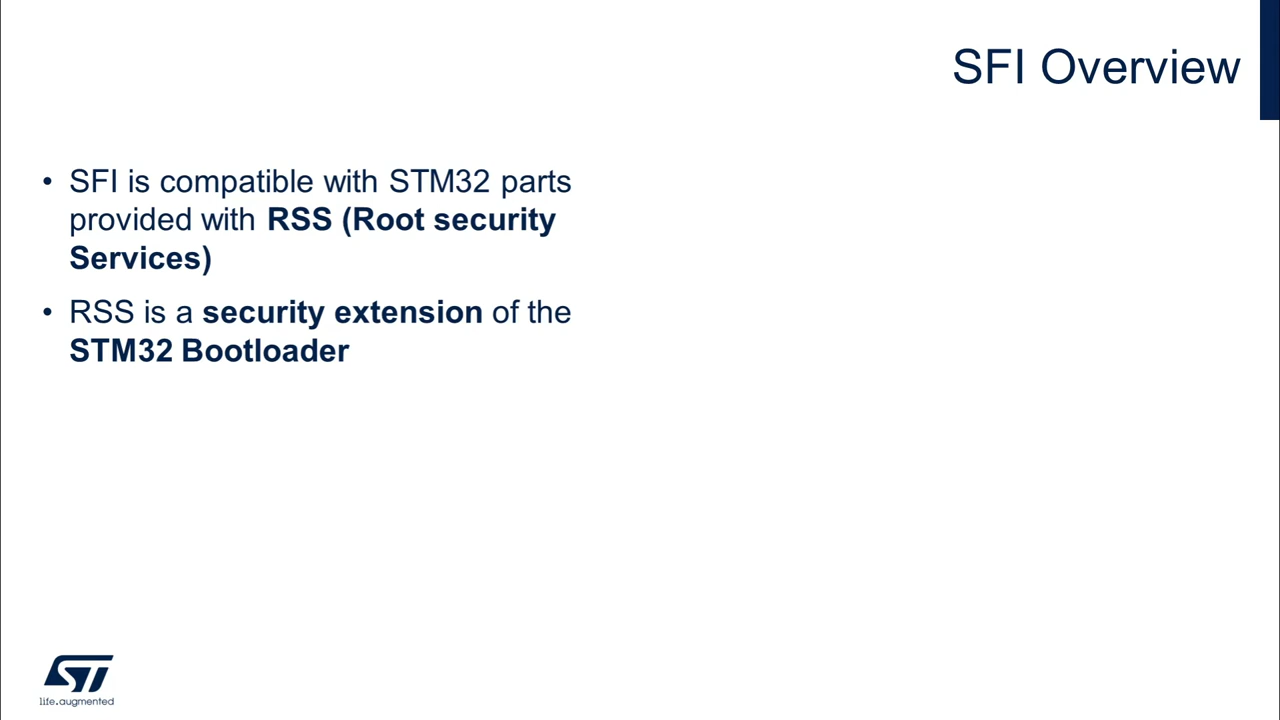 SFI Overview
• SFI is compatible with STM32 parts
provided with RSS (Root security
Services)
• RSS is a security extension of the
STM32 Bootloader
ST
life.augmented